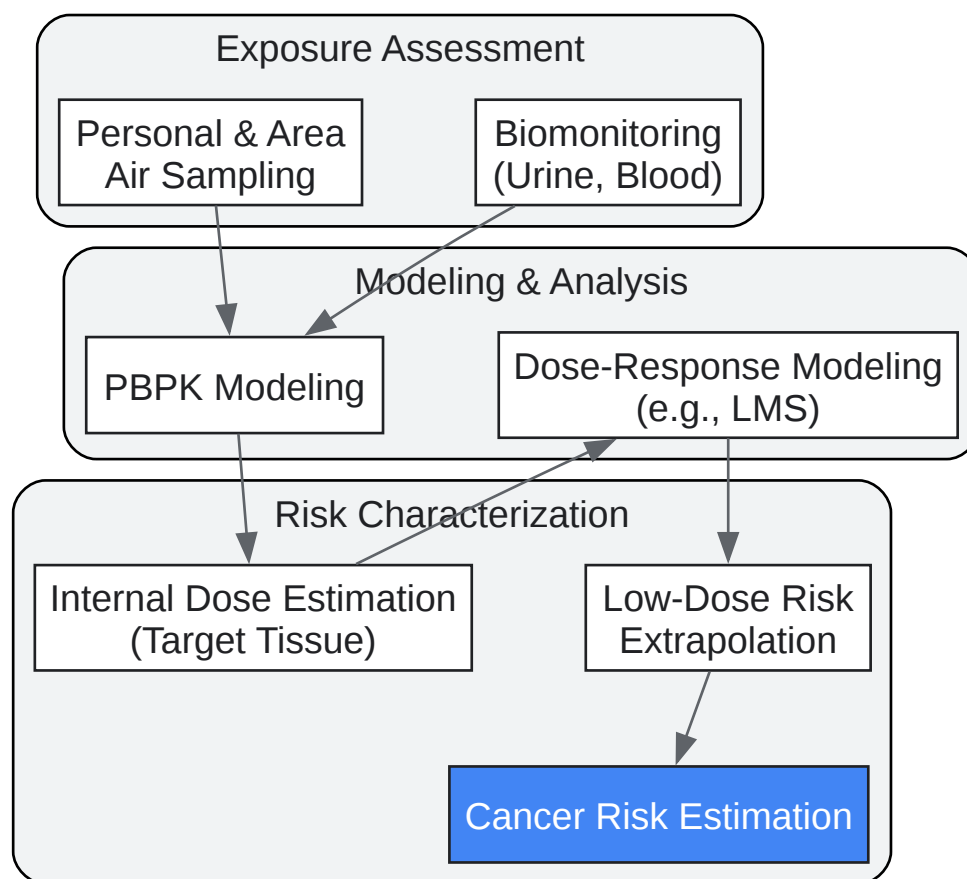 Exposure Assessment
Personal & Area
Air Sampling
Biomonitoring
(Urine, Blood)
Modeling & Analysis
PBPK Modeling
Dose-Response Modeling
(e.g., LMS)
Risk Characterization
Internal Dose Estimation
(Target Tissue)
Low-Dose Risk
Extrapolation
Cancer Risk Estimation